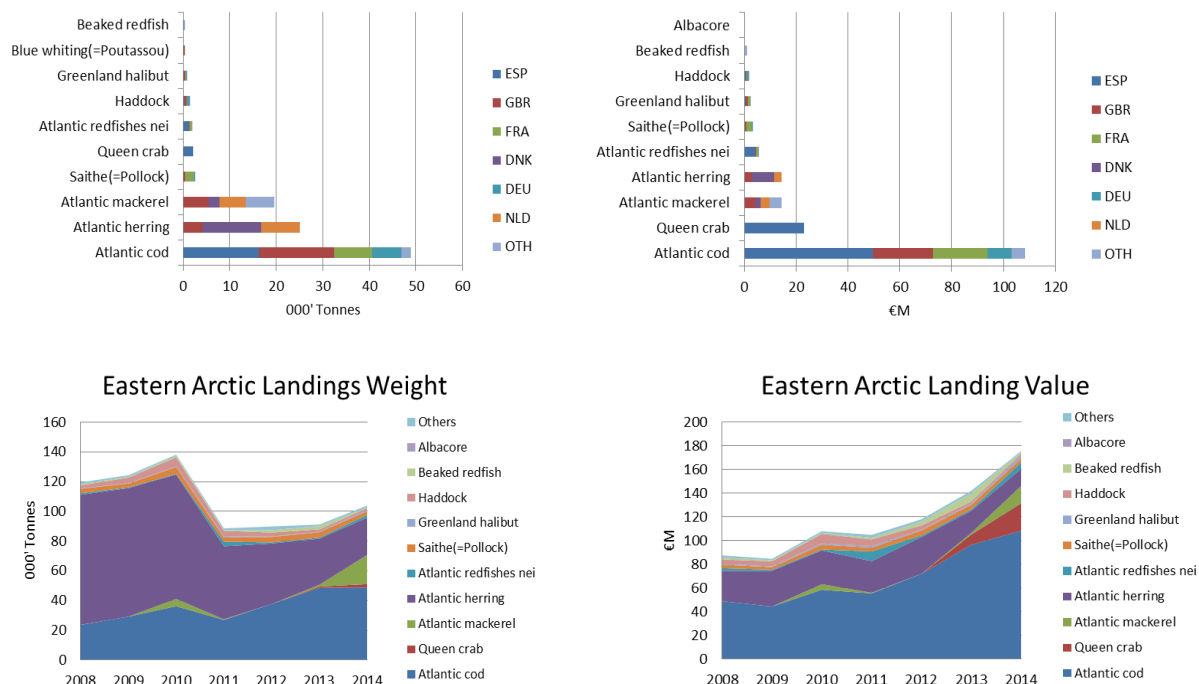 Beaked redfish
Blue whiting(=Poutassou)
Greenland halibut
Haddock
Atlantic redfishes nei
Queen crab
Saithe(=Pollock)
Atlantic mackerel
Atlantic herring
Atlantic cod
0 10 20 30 40 50 60
000' Tonnes
ESP
GBR
FRA
DNK
DEU
NLD
OTH
Albacore
Beaked redfish
Haddock
Greenland halibut
Saithe(=Pollock)
Atlantic redfishes nei
Atlantic herring
Atlantic mackerel
Queen crab
Atlantic cod
0 20 40 60 80 100 120
€M
ESP
GBR
FRA
DNK
DEU
NLD
OTH
Eastern Arctic Landings Weight
000' Tonnes
160
140
120
100
80
60
40
20
0
2008 2009 2010 2011 2012 2013 2014
Others
Albacore
Beaked redfish
Haddock
Greenland halibut
Saithe(=Pollock)
Atlantic redfishes nei
Atlantic herring
Atlantic mackerel
Queen crab
Atlantic cod
Eastern Arctic Landing Value
€M
200
180
160
140
120
100
80
60
40
20
0
2008 2009 2010 2011 2012 2013 2014
Others
Albacore
Beaked redfish
Haddock
Greenland halibut
Saithe(=Pollock)
Atlantic redfishes nei
Atlantic herring
Atlantic mackerel
Queen crab
Atlantic cod